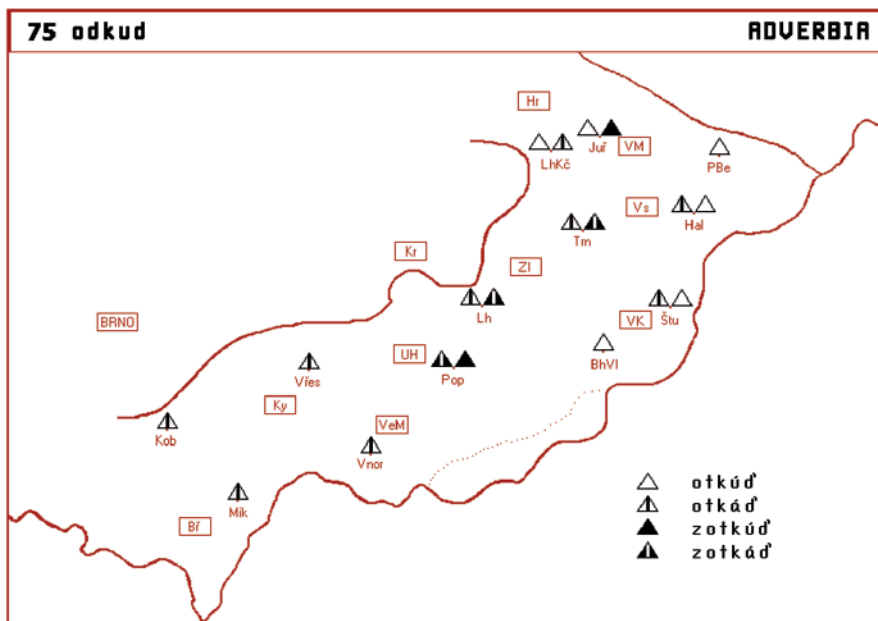 75 odkud ADVERBIA
Hr
LhKč Juř VM PBe
Vs Hal
Trn
Kr Zl
Lh
BRNO VK Štu
UH BhVl
Vřes Pop
Ky
Kob VeM
Vnor
Mik
Bř
otkúď
otkáď
zotkúď
zotkáď